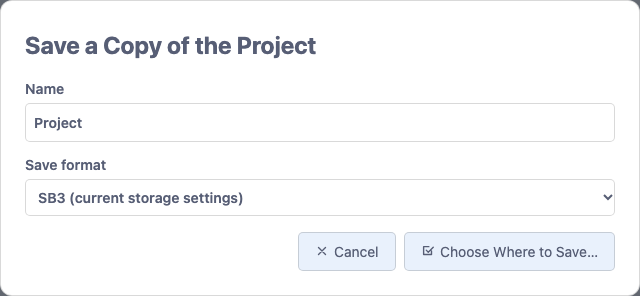 Save a Copy of the Project
Name
Project
Save format
SB3 (current storage settings)
Cancel
Choose Where to Save...